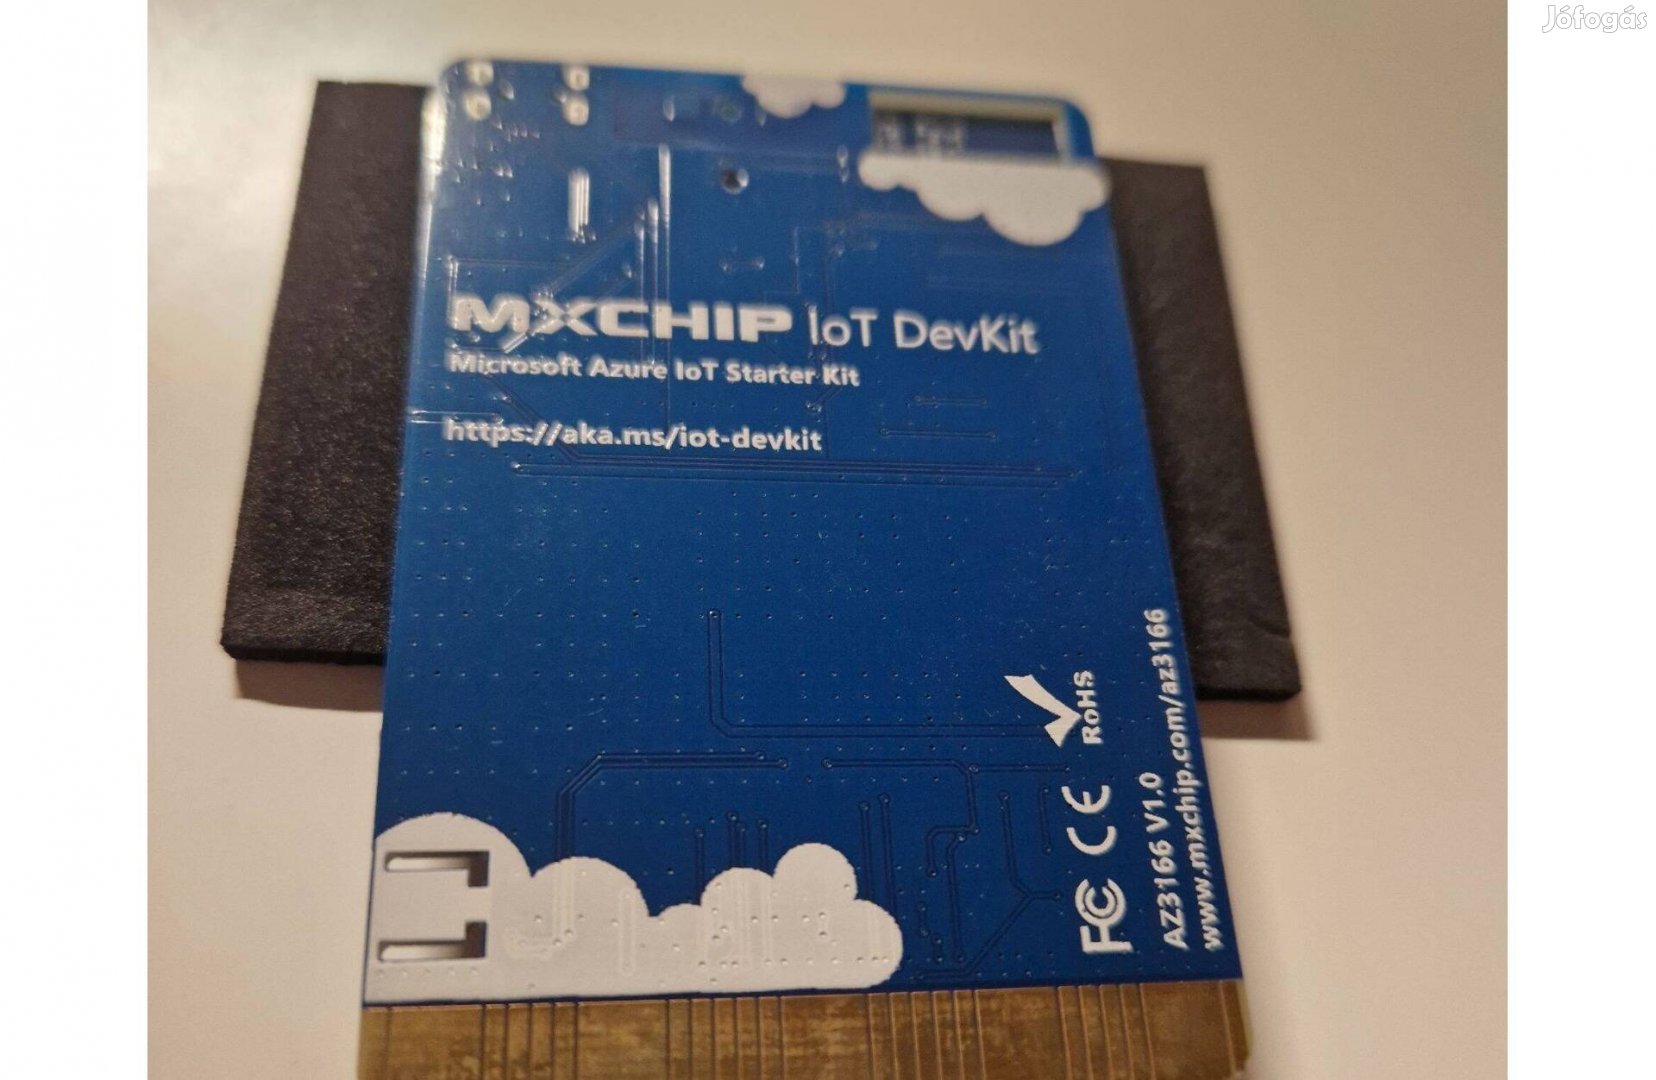 Jófogás
MXCHIP IoT DevKit
Microsoft Azure IoT Starter Kit
https://aka.ms/iot-devkit
RoHS
FC CE
AZ3166 V1.0
www.mxchip.com/az3166